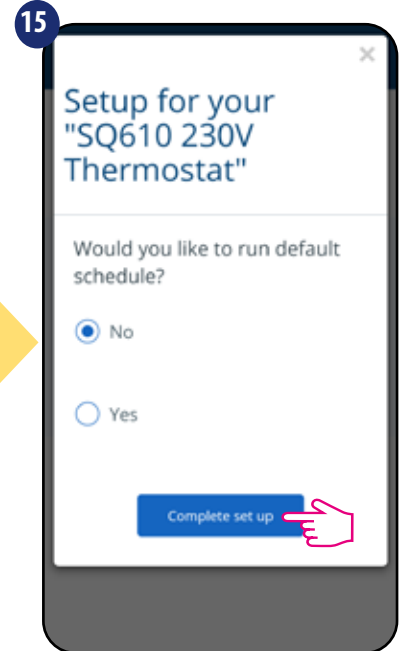 15
×
Setup for your
"SQ610 230V
Thermostat"
Would you like to run default
schedule?
No
Yes
Complete set up